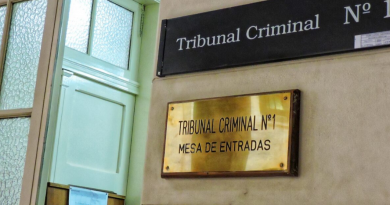 Tribunal Criminal Nº
TRIBUNAL CRIMINAL Nº1
MESA DE ENTRADAS